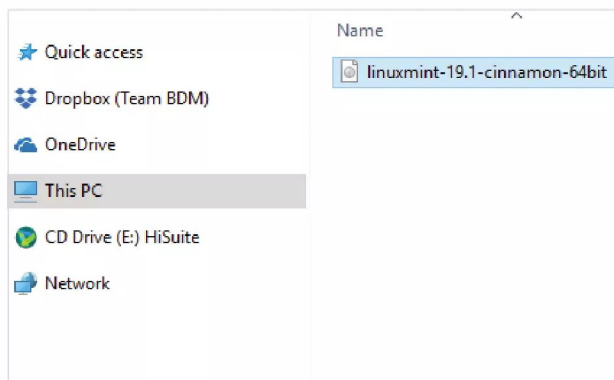 Quick access
Dropbox (Team BDM)
OneDrive
This PC
CD Drive (E:) HiSuite
Network
Name
linuxmint-19.1-cinnamon-64bit